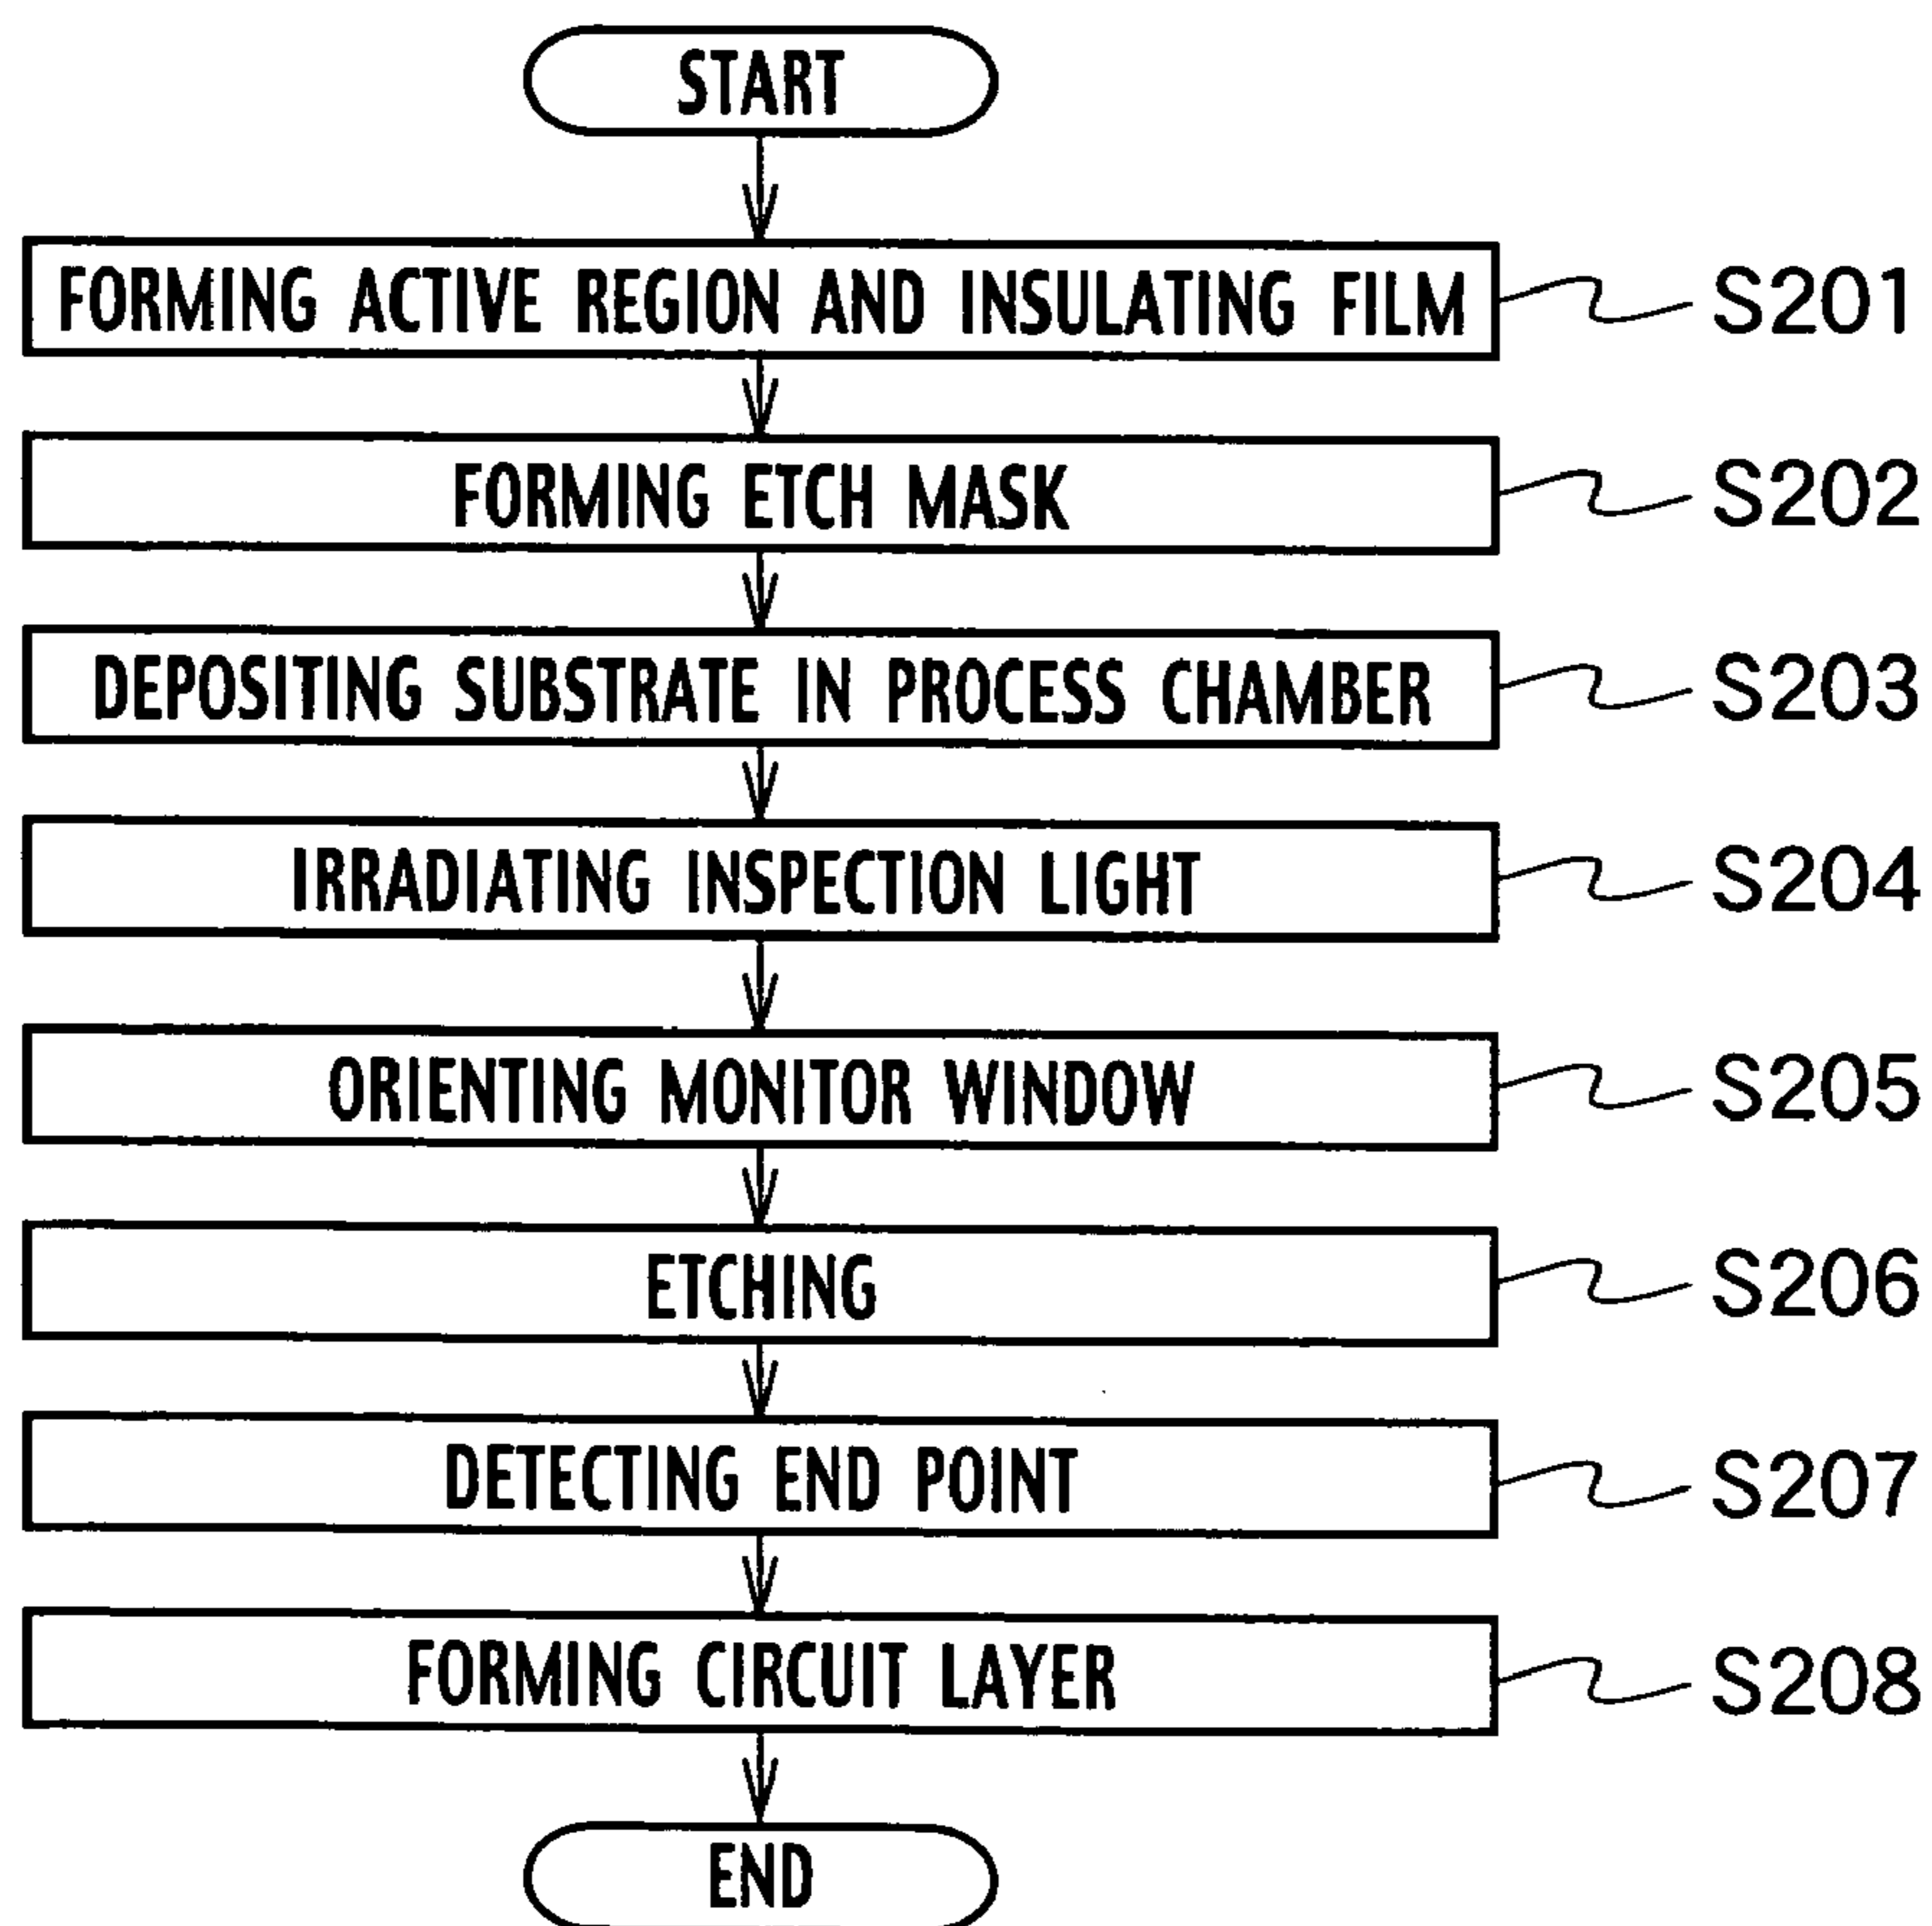 START
FORMING ACTIVE REGION AND INSULATING FILM S201
FORMING ETCH MASK S202
DEPOSITING SUBSTRATE IN PROCESS CHAMBER S203
IRRADIATING INSPECTION LIGHT S204
ORIENTING MONITOR WINDOW S205
ETCHING S206
DETECTING END POINT S207
FORMING CIRCUIT LAYER S208
END